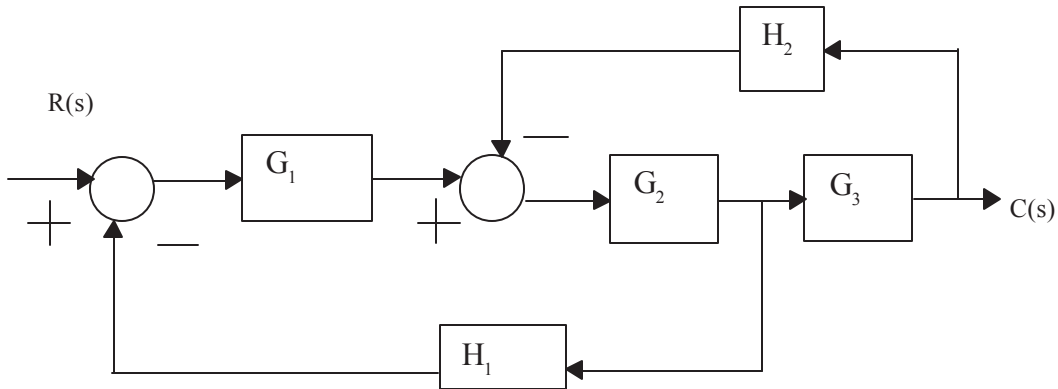 H₂
R(s)
—
G₁
G₂
G₃
+
—
+
C(s)
H₁